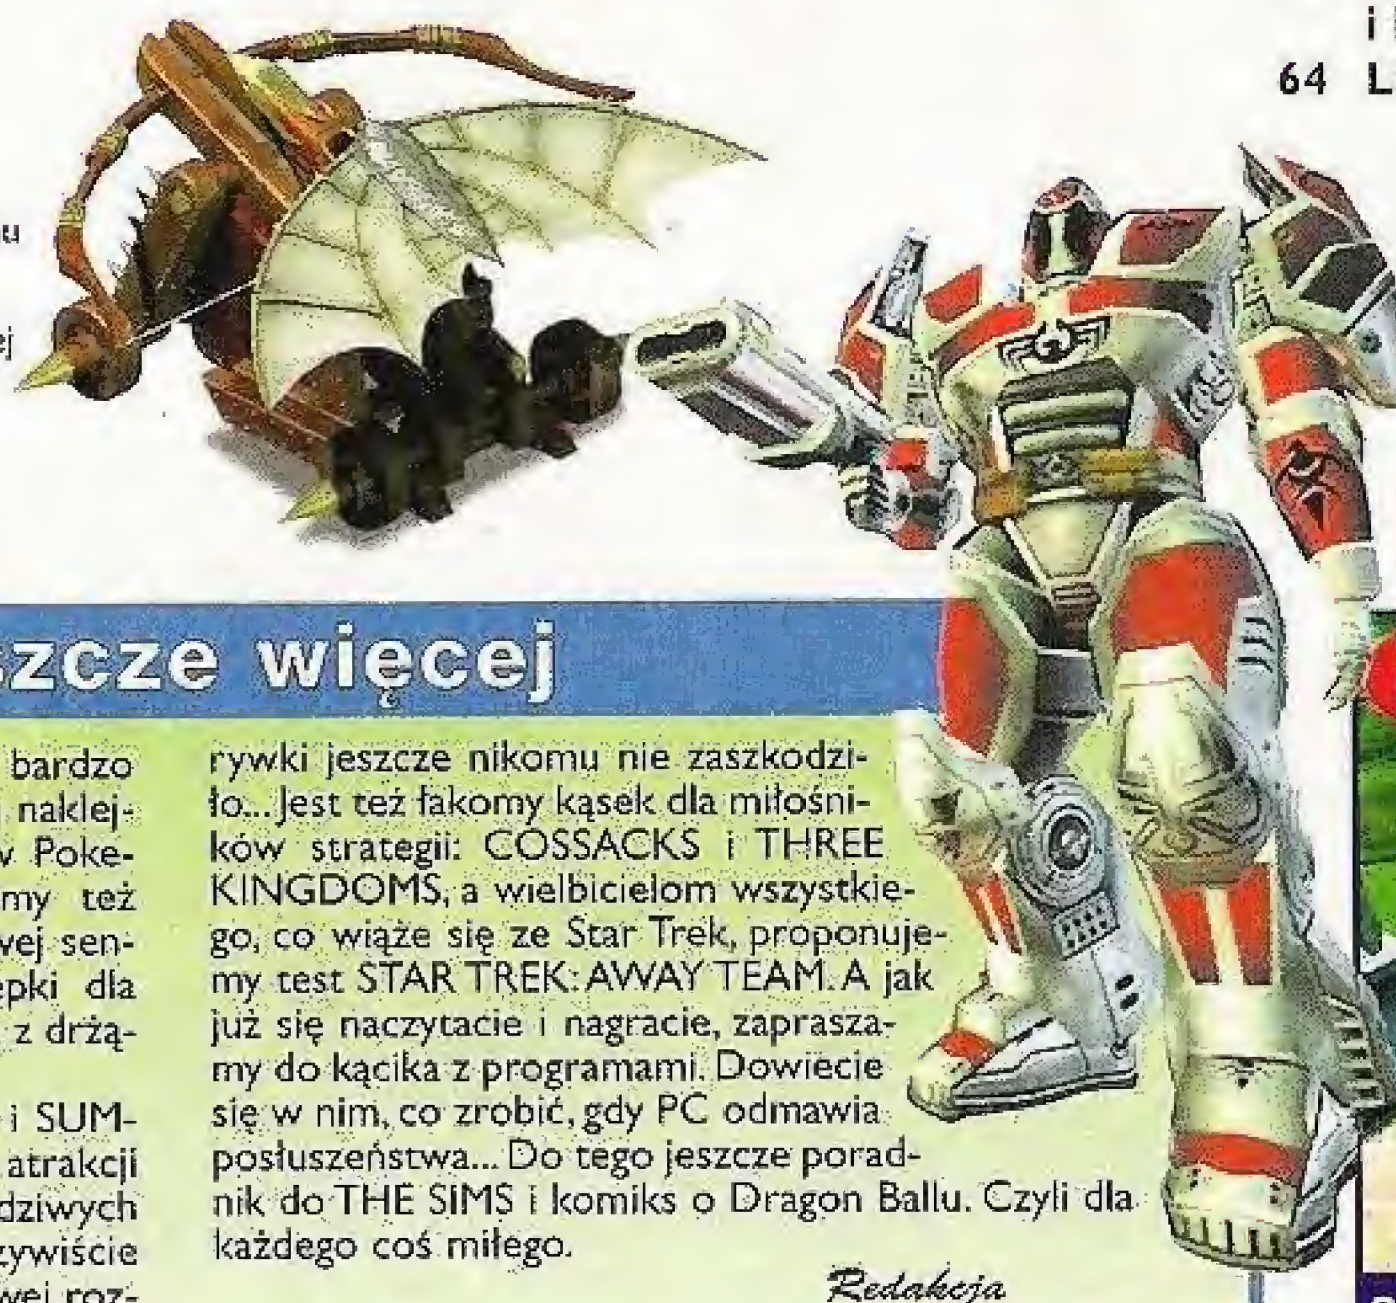 i
64 L
u
ej
szcze więcej
bardzo
naklej-
w Poke-
my też
wej sen-
epki dla
z drżą-
i SUM-
atrakcji
dziwych
zywiście
wej roz-
rywki jeszcze nikomu nie zaszkodzi-
ło... Jest też łakomy kąsek dla miłośni-
ków strategii: COSSACKS i THREE
KINGDOMS, a wielbicielom wszystkie-
go, co wiąże się ze Star Trek, proponuje-
my test STAR TREK: AWAY TEAM. A jak
już się naczytacie i nagracie, zaprasza-
my do kącika z programami. Dowiecie
się w nim, co zrobić, gdy PC odmawia
posłuszeństwa... Do tego jeszcze porad-
nik do THE SIMS i komiks o Dragon Ballu. Czyli dla
każdego coś miłego.
Redakcja